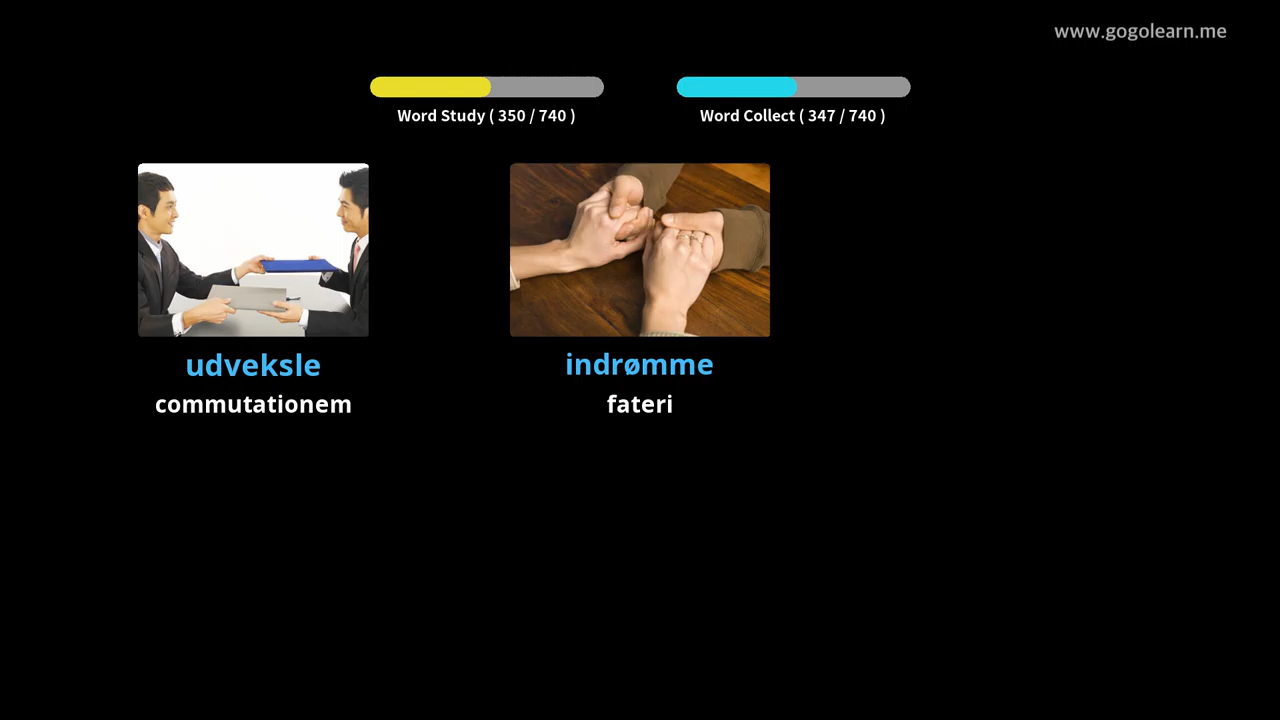 www.gogolearn.me
Word Study ( 350 / 740 )
Word Collect ( 347 / 740 )
udveksle
commutationem
indrømme
fateri